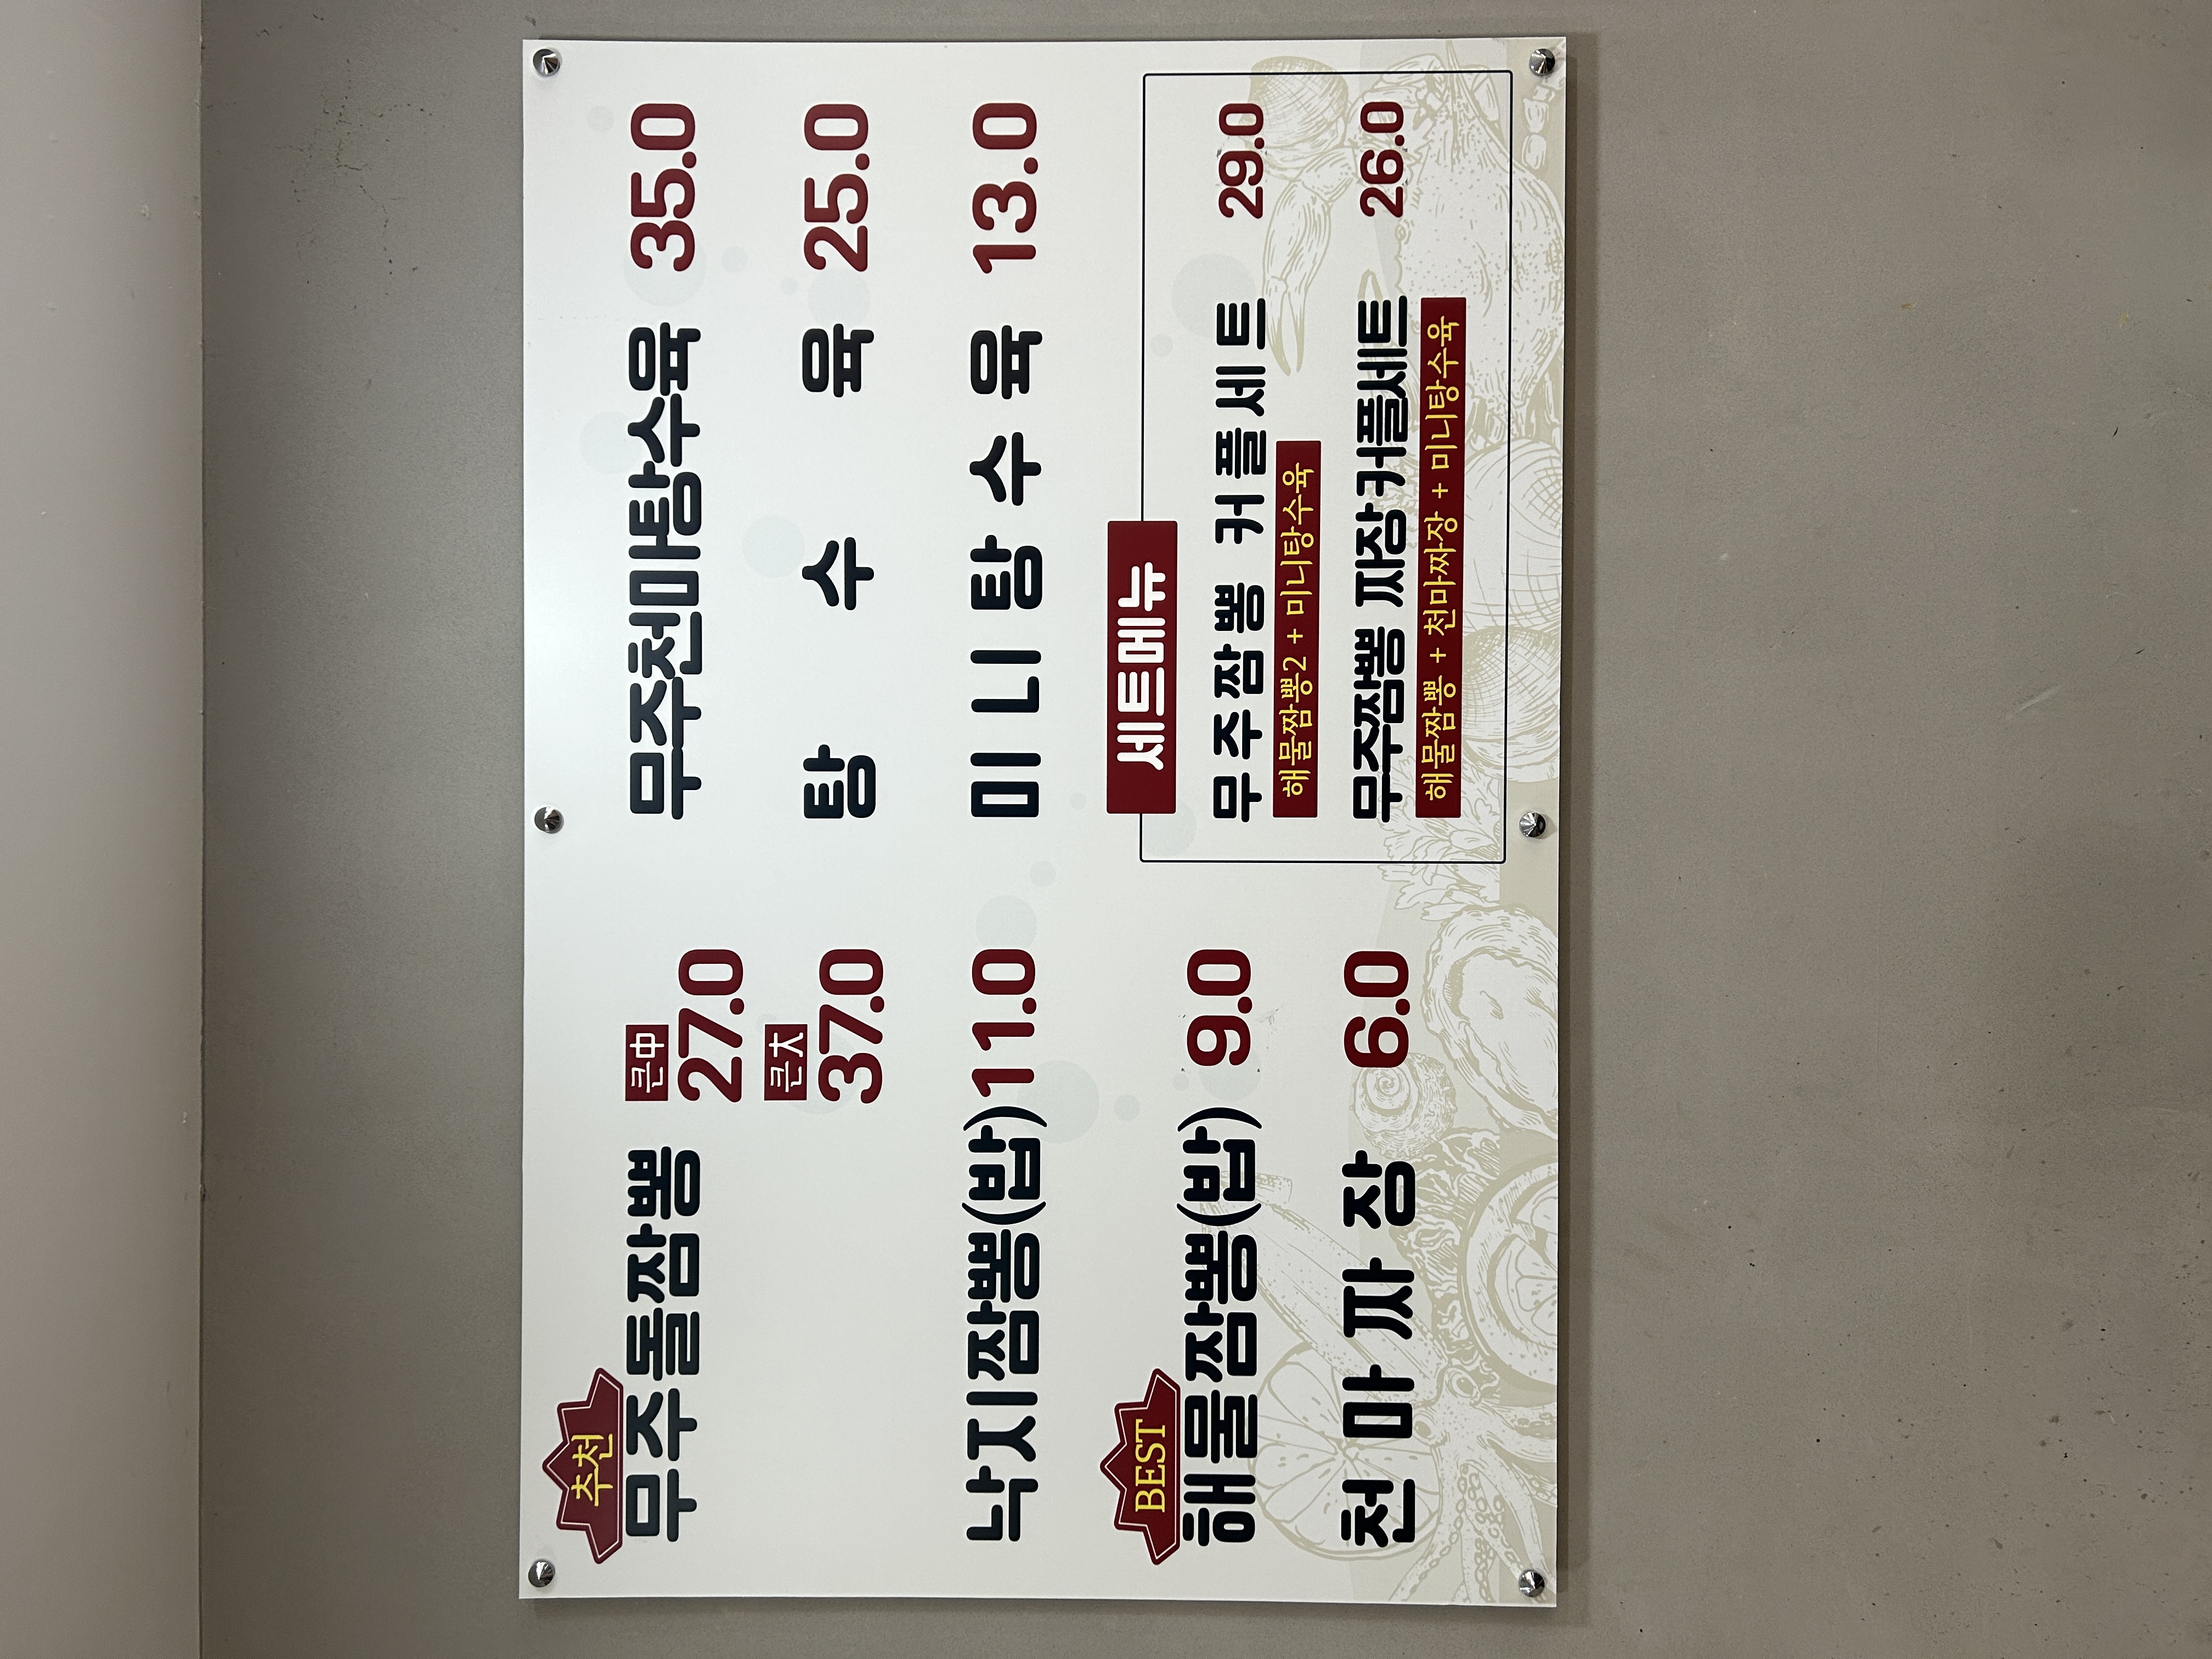 추천
무주돌짬뽕
큰中
27.0
큰大
37.0
낙지짬뽕(밥) 11.0
BEST
해물짬뽕(밥) 9.0
천마짜장 6.0
무주천마탕수육 35.0
탕수육 25.0
미니탕수육 13.0
세트메뉴
무주짬뽕 커플세트 29.0
해물짬뽕2 + 미니탕수육
무주짬뽕 짜장커플세트 26.0
해물짬뽕 + 천마짜장 + 미니탕수육